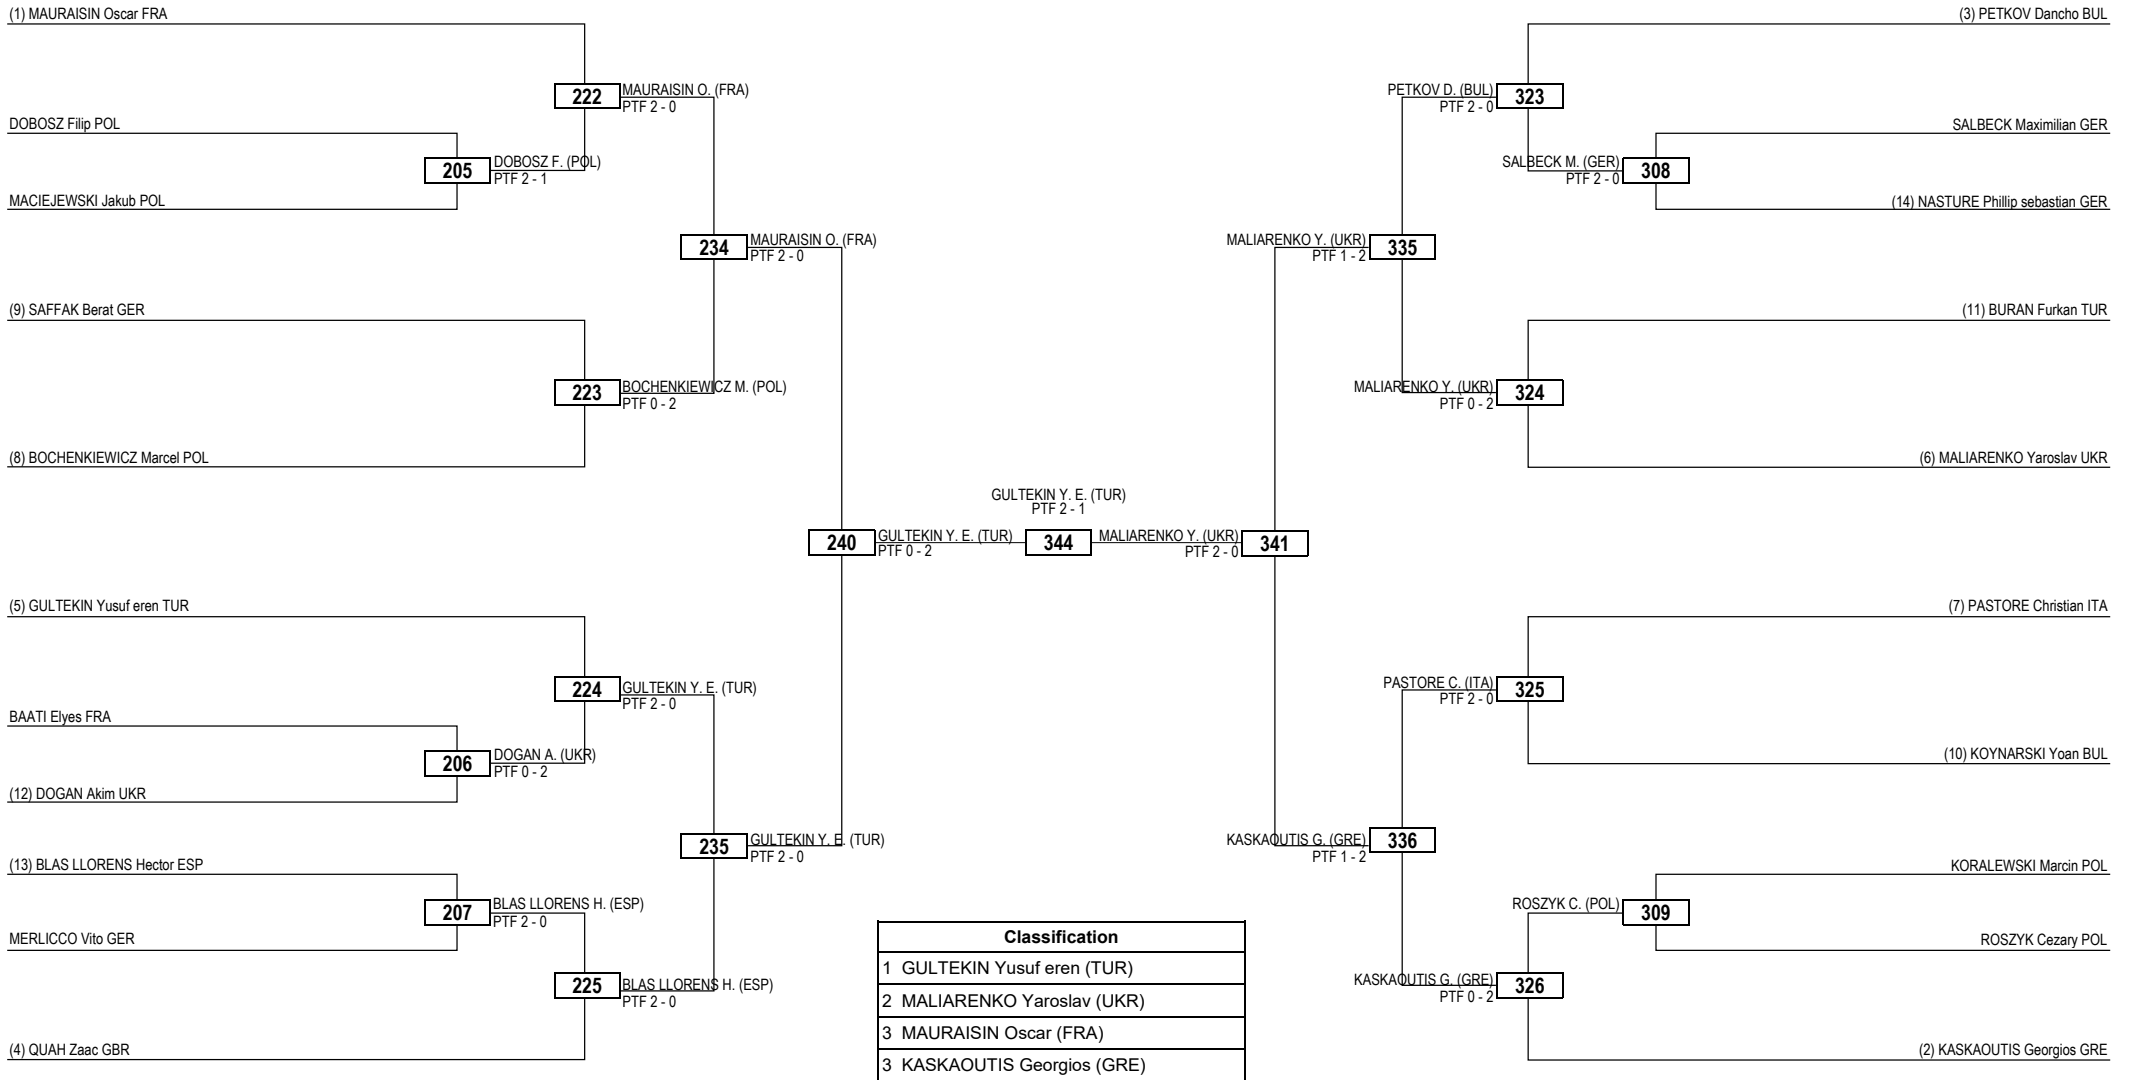 (1) MAURAISIN Oscar FRA
222
MAURAISIN O. (FRA)
PTF 2 - 0
DOBOSZ Filip POL
205
DOBOSZ F. (POL)
PTF 2 - 1
MACIEJEWSKI Jakub POL
234
MAURAISIN O. (FRA)
PTF 2 - 0
(9) SAFFAK Berat GER
223
BOCHENKIEWICZ M. (POL)
PTF 0 - 2
(8) BOCHENKIEWICZ Marcel POL
240
GULTEKIN Y. E. (TUR)
PTF 0 - 2
(5) GULTEKIN Yusuf eren TUR
224
GULTEKIN Y. E. (TUR)
PTF 2 - 0
BAATI Elyes FRA
206
DOGAN A. (UKR)
PTF 0 - 2
(12) DOGAN Akim UKR
235
GULTEKIN Y. E. (TUR)
PTF 2 - 0
(13) BLAS LLORENS Hector ESP
207
BLAS LLORENS H. (ESP)
PTF 2 - 0
MERLICCO Vito GER
225
BLAS LLORENS H. (ESP)
PTF 2 - 0
(4) QUAH Zaac GBR
GULTEKIN Y. E. (TUR)
PTF 2 - 1
344
(3) PETKOV Dancho BUL
PETKOV D. (BUL)
PTF 2 - 0
323
SALBECK Maximilian GER
SALBECK M. (GER)
PTF 2 - 0
308
(14) NASTURE Phillip sebastian GER
MALIARENKO Y. (UKR)
PTF 1 - 2
335
(11) BURAN Furkan TUR
MALIARENKO Y. (UKR)
PTF 0 - 2
324
(6) MALIARENKO Yaroslav UKR
MALIARENKO Y. (UKR)
PTF 2 - 0
341
(7) PASTORE Christian ITA
PASTORE C. (ITA)
PTF 2 - 0
325
(10) KOYNARSKI Yoan BUL
KASKAOUTIS G. (GRE)
PTF 1 - 2
336
KORALEWSKI Marcin POL
ROSZYK C. (POL)
309
ROSZYK Cezary POL
KASKAOUTIS G. (GRE)
PTF 0 - 2
326
(2) KASKAOUTIS Georgios GRE
Classification
1 GULTEKIN Yusuf eren (TUR)
2 MALIARENKO Yaroslav (UKR)
3 MAURAISIN Oscar (FRA)
3 KASKAOUTIS Georgios (GRE)